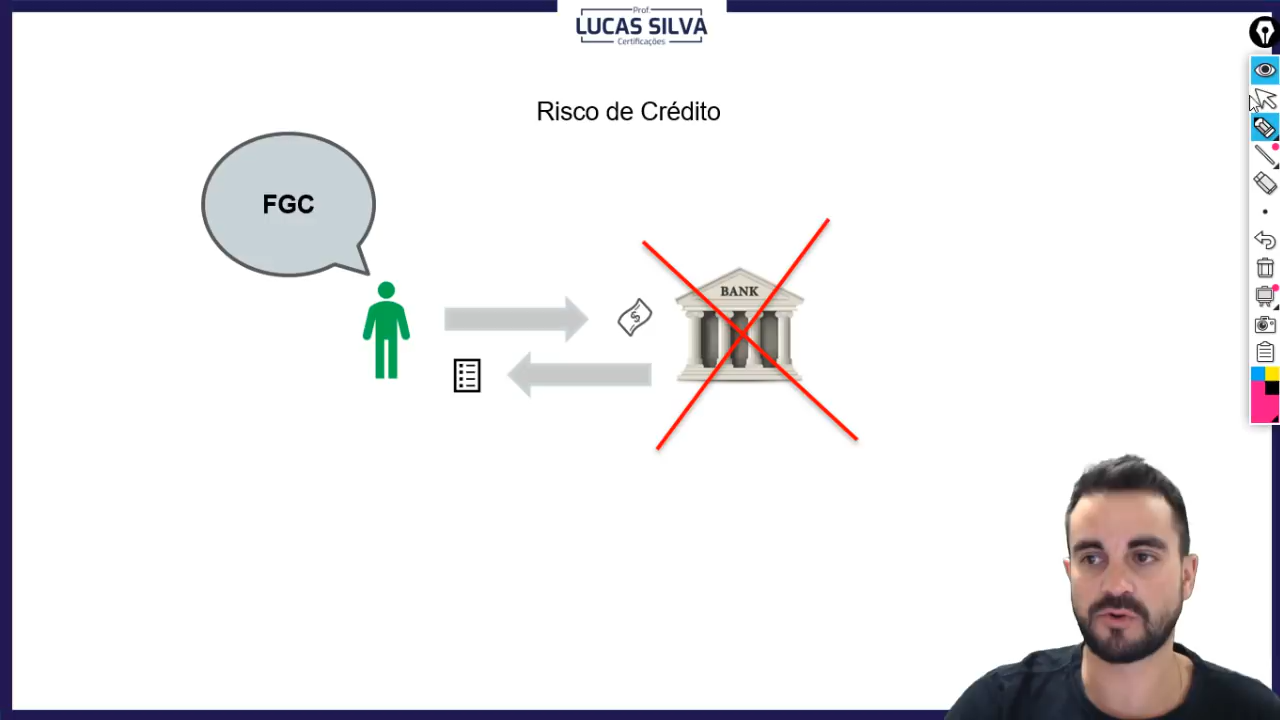 Prof.
LUCAS SILVA
Certificações
Risco de Crédito
FGC
$
BANK